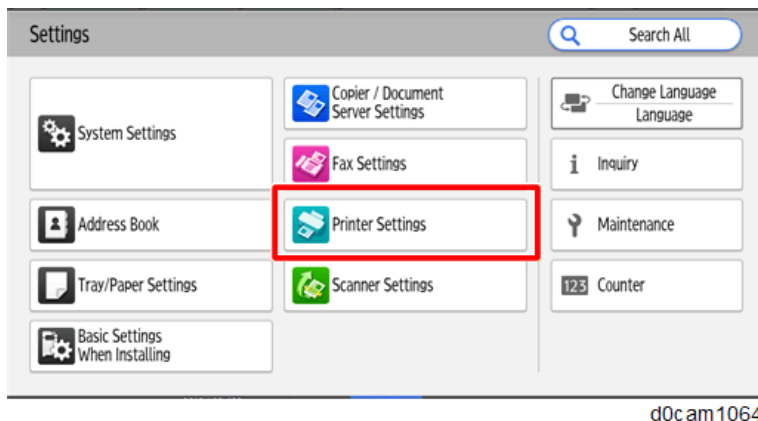 Settings
Search All
System Settings
Copier / Document
Server Settings
Change Language
Language
Fax Settings
i Inquiry
Address Book
Printer Settings
Maintenance
Tray/Paper Settings
Scanner Settings
123 Counter
Basic Settings
When Installing
d0cam1064